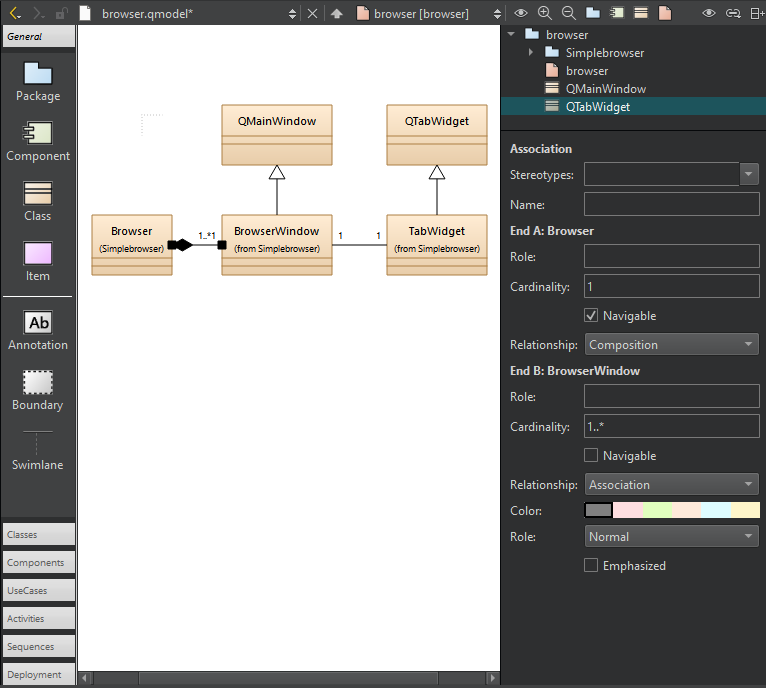 browser.qmodel*
browser [browser]
General
Package
Component
Class
Item
Ab
Annotation
Boundary
Swimlane
Classes
Components
UseCases
Activities
Sequences
Deployment
QMainWindow
QTabWidget
Browser
(Simplebrowser)
1..*1
BrowserWindow
(from Simplebrowser)
1
1
TabWidget
(from Simplebrowser)
browser
Simplebrowser
browser
QMainWindow
QTabWidget
Association
Stereotypes:
Name:
End A: Browser
Role:
Cardinality: 1
Navigable
Relationship: Composition
End B: BrowserWindow
Role:
Cardinality: 1..*
Navigable
Relationship: Association
Color:
Role: Normal
Emphasized